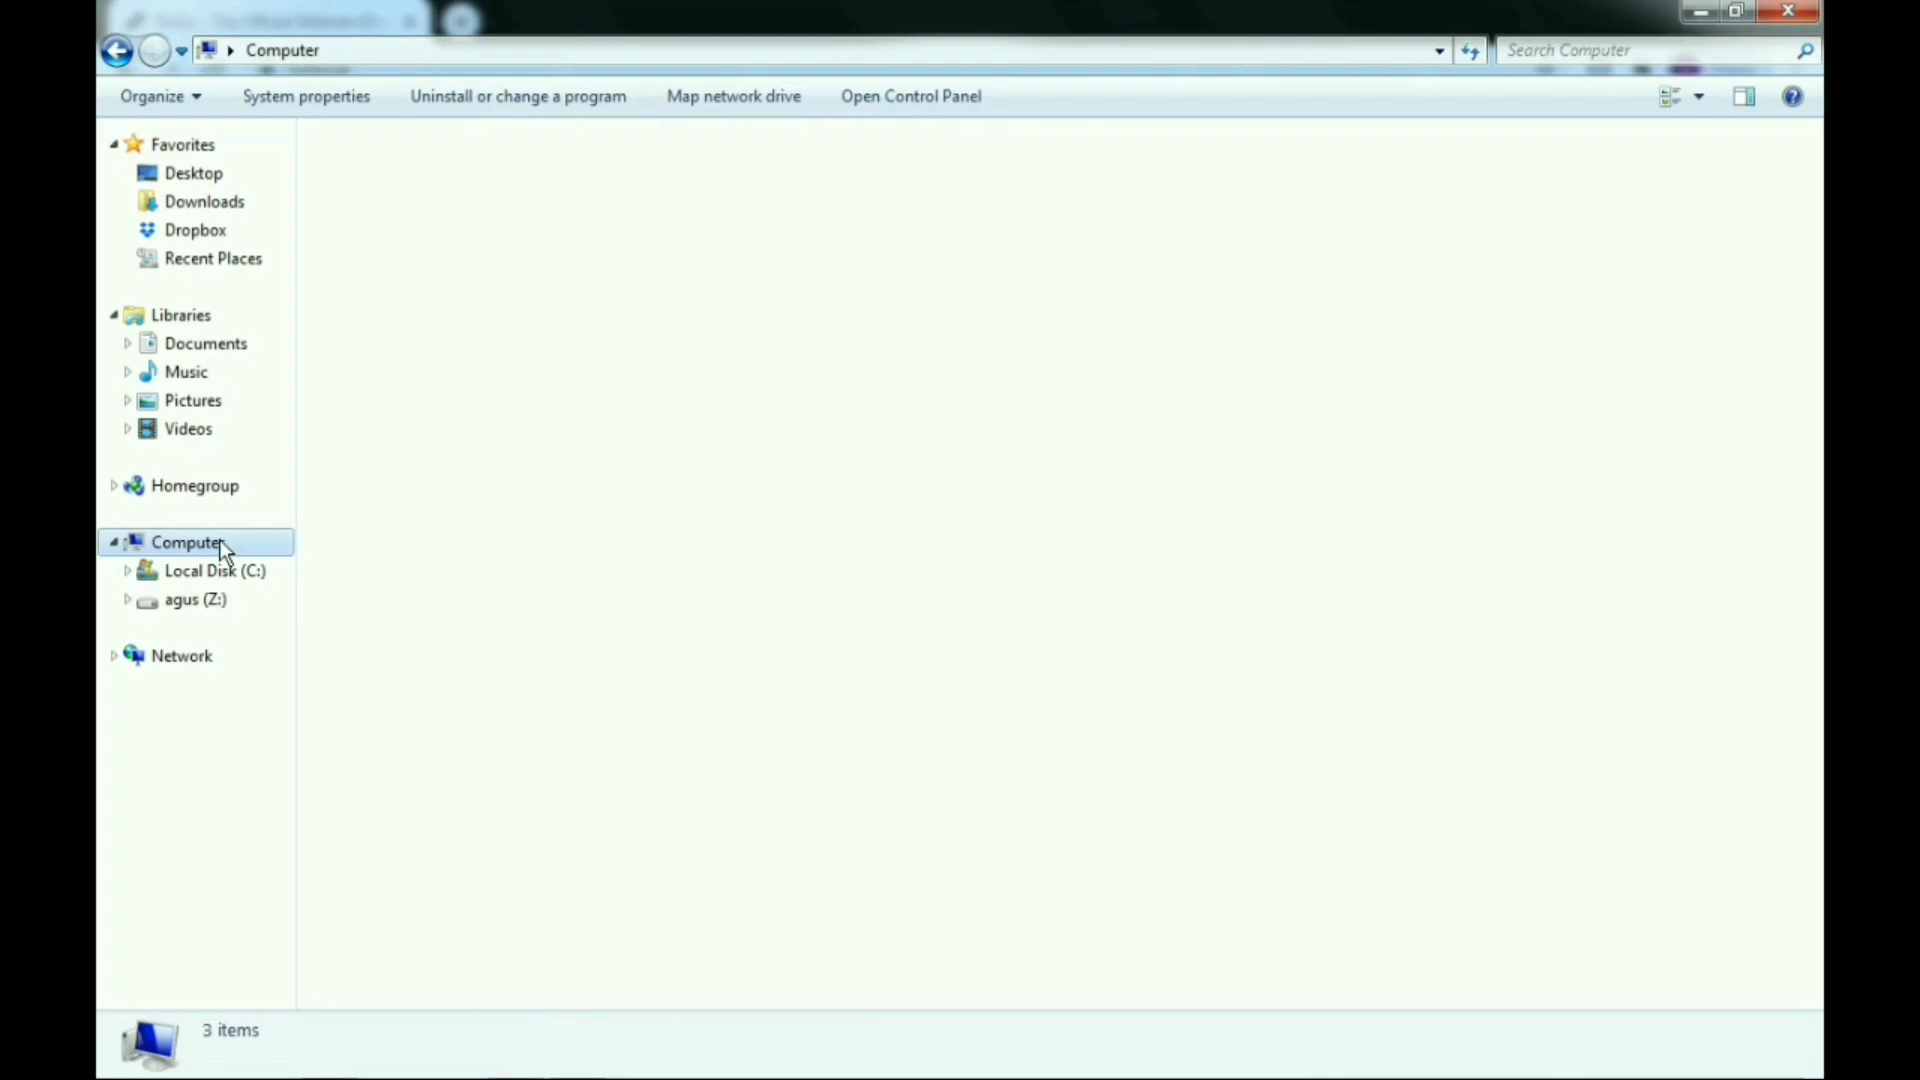 Computer
Search Computer
Organize
System properties
Uninstall or change a program
Map network drive
Open Control Panel
Favorites
Desktop
Downloads
Dropbox
Recent Places
Libraries
Documents
Music
Pictures
Videos
Homegroup
Computer
Local Disk (C:)
agus (Z:)
Network
3 items